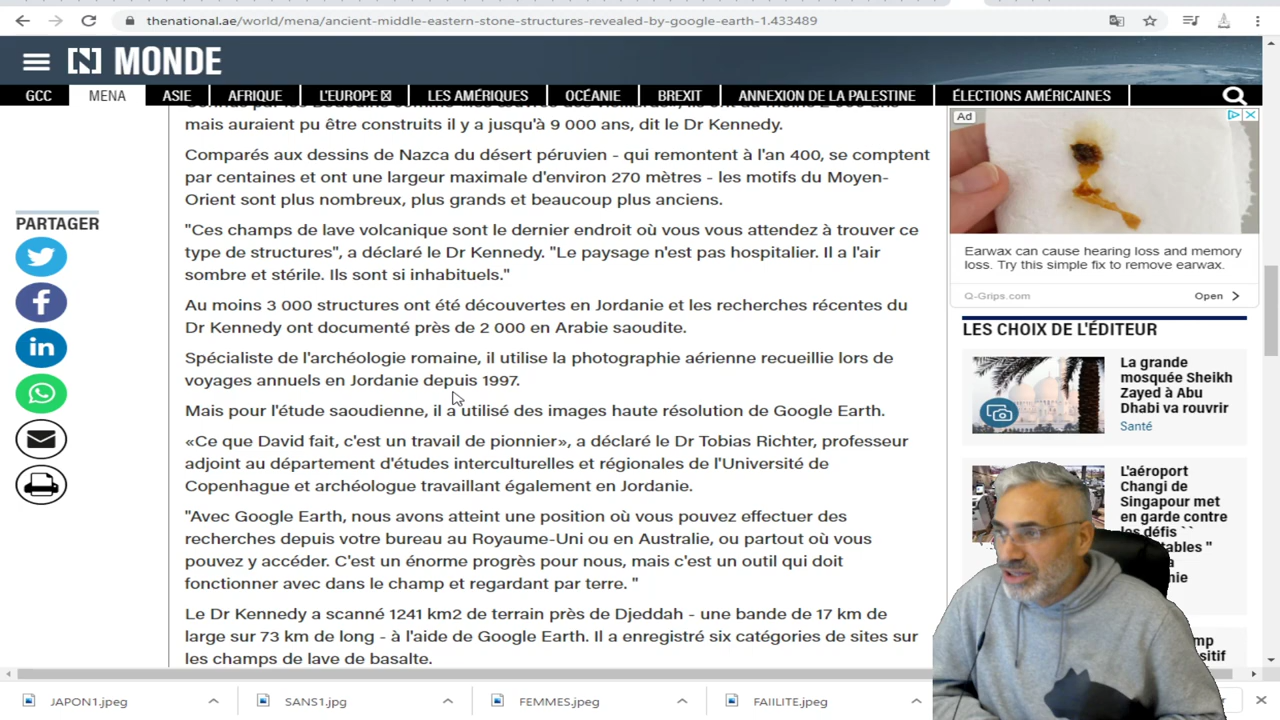 thenational.ae/world/mena/ancient-middle-eastern-stone-structures-revealed-by-google-earth-1.433489
MONDE
GCC MENA ASIE AFRIQUE L'EUROPE LES AMÉRIQUES OCÉANIE BREXIT ANNEXION DE LA PALESTINE ÉLECTIONS AMÉRICAINES
mais auraient pu être construits il y a jusqu'à 9 000 ans, dit le Dr Kennedy.
Comparés aux dessins de Nazca du désert péruvien - qui remontent à l'an 400, se comptent
par centaines et ont une largeur maximale d'environ 270 mètres - les motifs du Moyen-
Orient sont plus nombreux, plus grands et beaucoup plus anciens.
"Ces champs de lave volcanique sont le dernier endroit où vous vous attendez à trouver ce
type de structures", a déclaré le Dr Kennedy. "Le paysage n'est pas hospitalier. Il a l'air
sombre et stérile. Ils sont si inhabituels."
Au moins 3 000 structures ont été découvertes en Jordanie et les recherches récentes du
Dr Kennedy ont documenté près de 2 000 en Arabie saoudite.
Spécialiste de l'archéologie romaine, il utilise la photographie aérienne recueillie lors de
voyages annuels en Jordanie depuis 1997.
Mais pour l'étude saoudienne, il a utilisé des images haute résolution de Google Earth.
«Ce que David fait, c'est un travail de pionnier», a déclaré le Dr Tobias Richter, professeur
adjoint au département d'études interculturelles et régionales de l'Université de
Copenhague et archéologue travaillant également en Jordanie.
"Avec Google Earth, nous avons atteint une position où vous pouvez effectuer des
recherches depuis votre bureau au Royaume-Uni ou en Australie, ou partout où vous
pouvez y accéder. C'est un énorme progrès pour nous, mais c'est un outil qui doit
fonctionner avec dans le champ et regardant par terre. "
Le Dr Kennedy a scanné 1241 km2 de terrain près de Djeddah - une bande de 17 km de
large sur 73 km de long - à l'aide de Google Earth. Il a enregistré six catégories de sites sur
les champs de lave de basalte.
PARTAGER
Ad
Earwax can cause hearing loss and memory
loss. Try this simple fix to remove earwax.
Q-Grips.com Open
LES CHOIX DE L'ÉDITEUR
La grande
mosquée Sheikh
Zayed à Abu
Dhabi va rouvrir
Santé
L'aéroport
Changi de
Singapour met
en garde contre
les défis ``
JAPON1.jpeg SANS1.jpg FEMMES.jpeg FAIILITE.jpeg